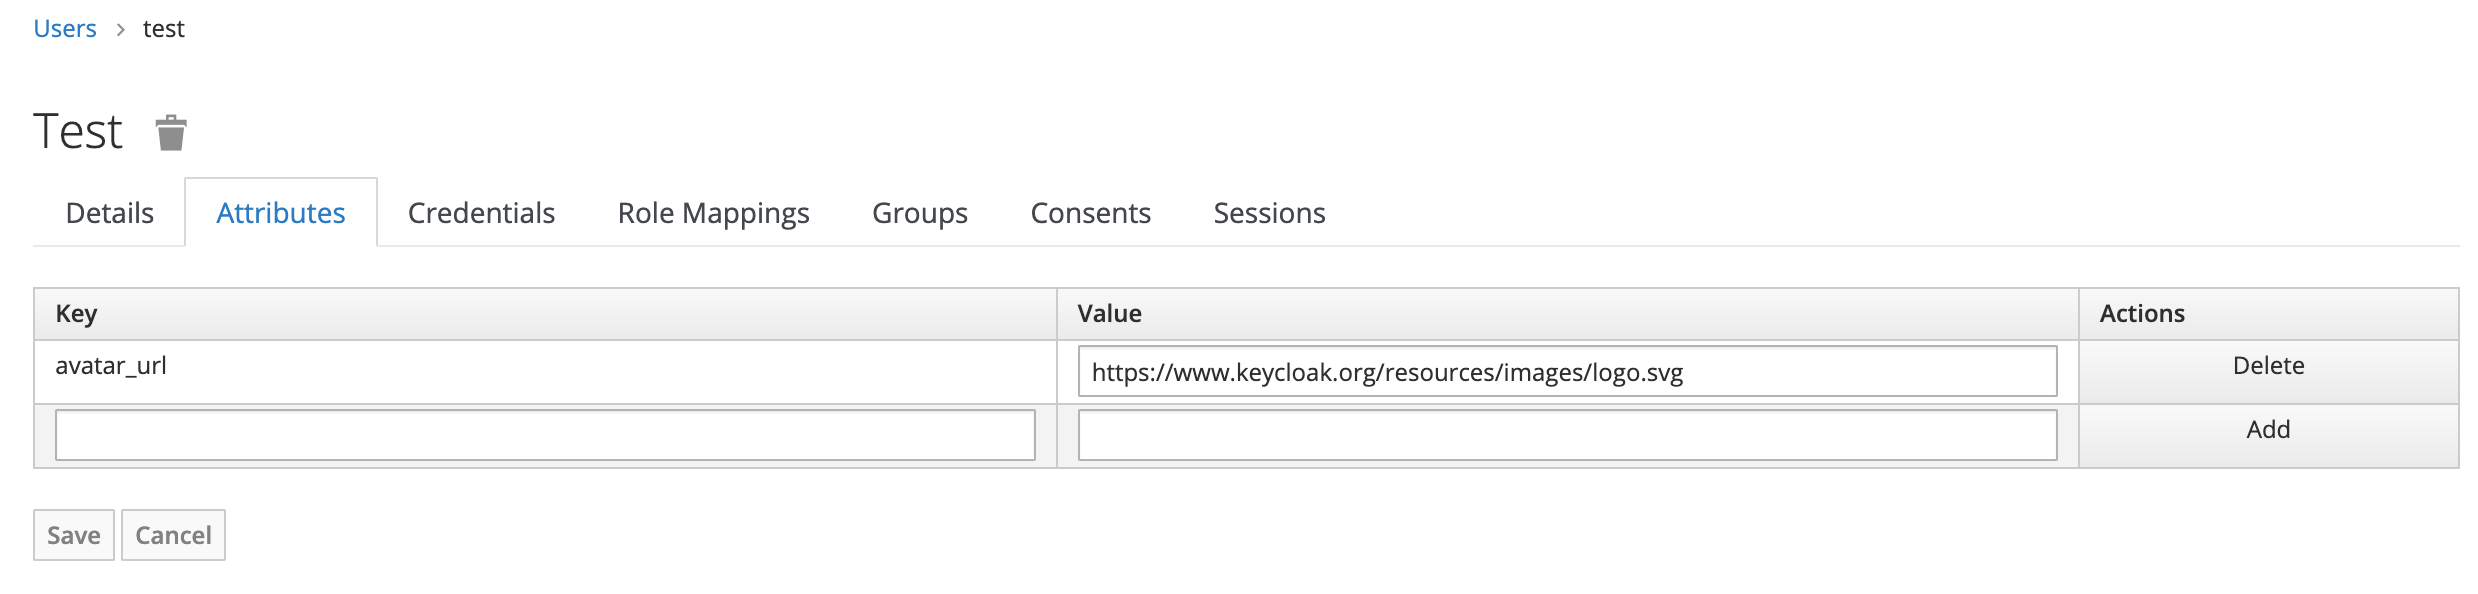 Users > test
Test
Details Attributes Credentials Role Mappings Groups Consents Sessions
Key Value Actions
avatar_url https://www.keycloak.org/resources/images/logo.svg Delete
Add
Save Cancel